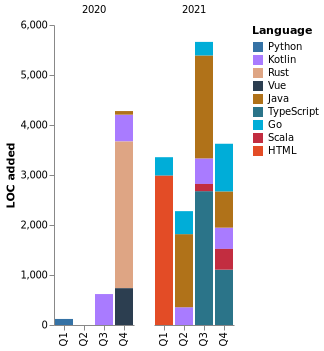 2020 2021
Language
Python
Kotlin
Rust
Vue
Java
TypeScript
Go
Scala
HTML
LOC added
6,000
5,000
4,000
3,000
2,000
1,000
0
Q1 Q2 Q3 Q4 Q1 Q2 Q3 Q4